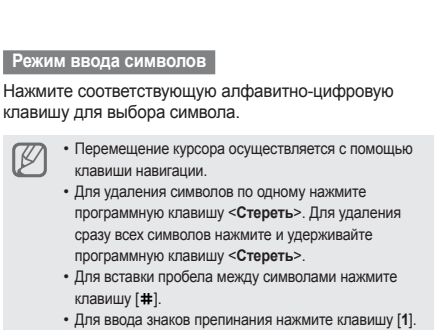 Режим ввода символов
Нажмите соответствующую алфавитно-цифровую
клавишу для выбора символа.
• Перемещение курсора осуществляется с помощью
клавиши навигации.
• Для удаления символов по одному нажмите
программную клавишу <Стереть>. Для удаления
сразу всех символов нажмите и удерживайте
программную клавишу <Стереть>.
• Для вставки пробела между символами нажмите
клавишу [#].
• Для ввода знаков препинания нажмите клавишу [1].